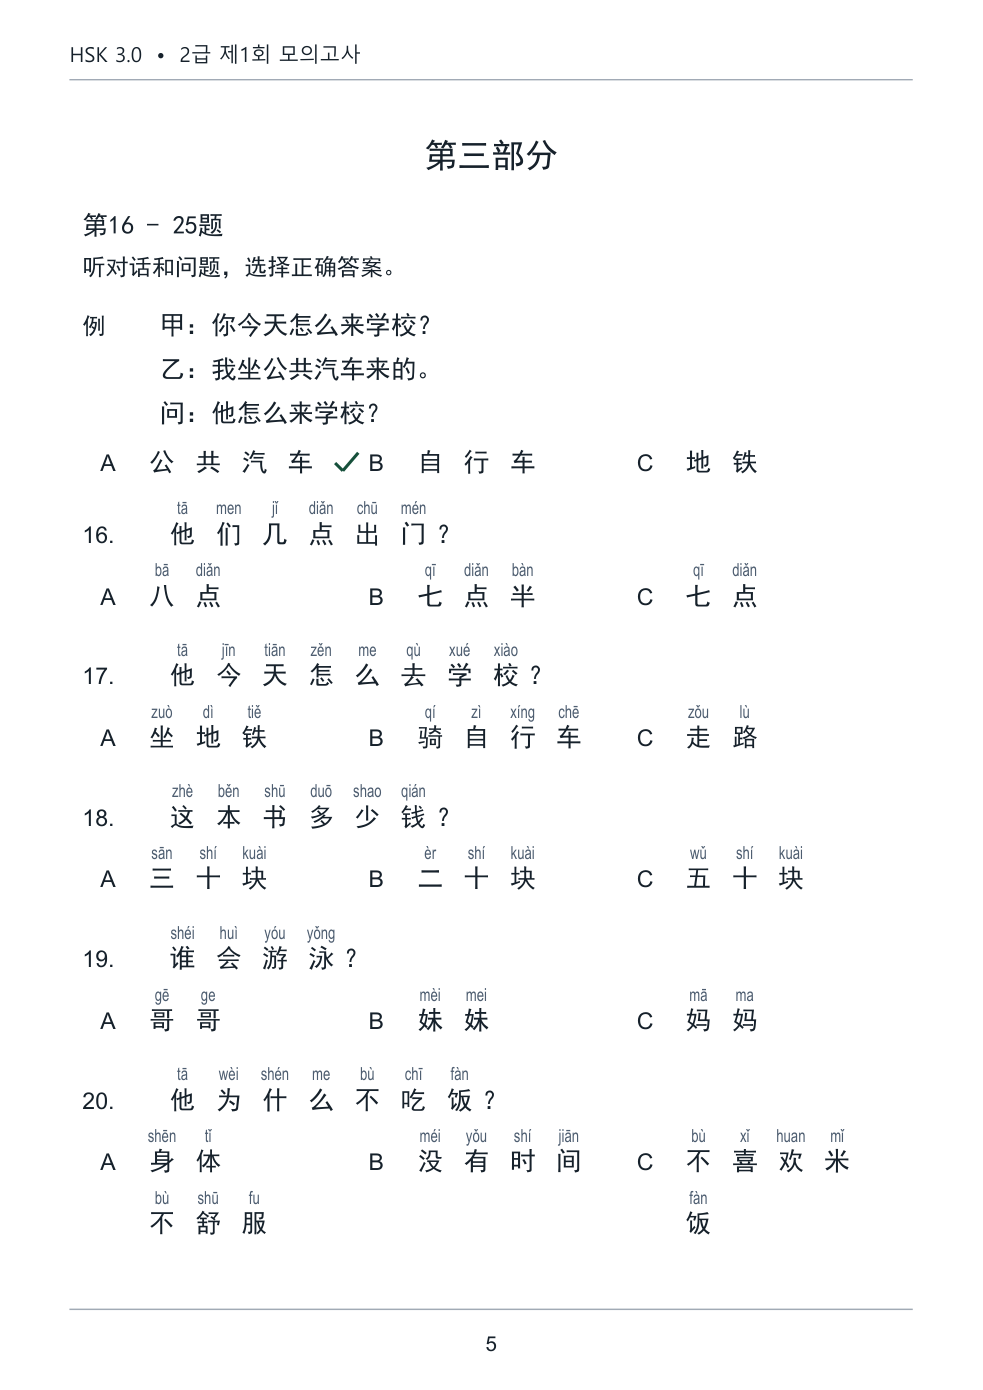 HSK 3.0 • 2급 제1회 모의고사
第三部分
第16 - 25题
听对话和问题，选择正确答案。
例 甲：你今天怎么来学校？
乙：我坐公共汽车来的。
问：他怎么来学校？
A 公共汽车 ✓ B 自行车 C 地铁
tā men jǐ diǎn chū mén
16. 他们几点出门？
bā diǎn qī diǎn bàn qī diǎn
A 八点 B 七点半 C 七点
tā jīn tiān zěn me qù xué xiào
17. 他今天怎么去学校？
zuò dì tiě qí zì xíng chē zǒu lù
A 坐地铁 B 骑自行车 C 走路
zhè běn shū duō shao qián
18. 这本书多少钱？
sān shí kuài èr shí kuài wǔ shí kuài
A 三十块 B 二十块 C 五十块
shéi huì yóu yǒng
19. 谁会游泳？
gē ge mèi mei mā ma
A 哥哥 B 妹妹 C 妈妈
tā wèi shén me bù chī fàn
20. 他为什么不吃饭？
shēn tǐ méi yǒu shí jiān bù xǐ huan mǐ
A 身体 B 没有时间 C 不喜欢米
bù shū fu fàn
不舒服 饭
5